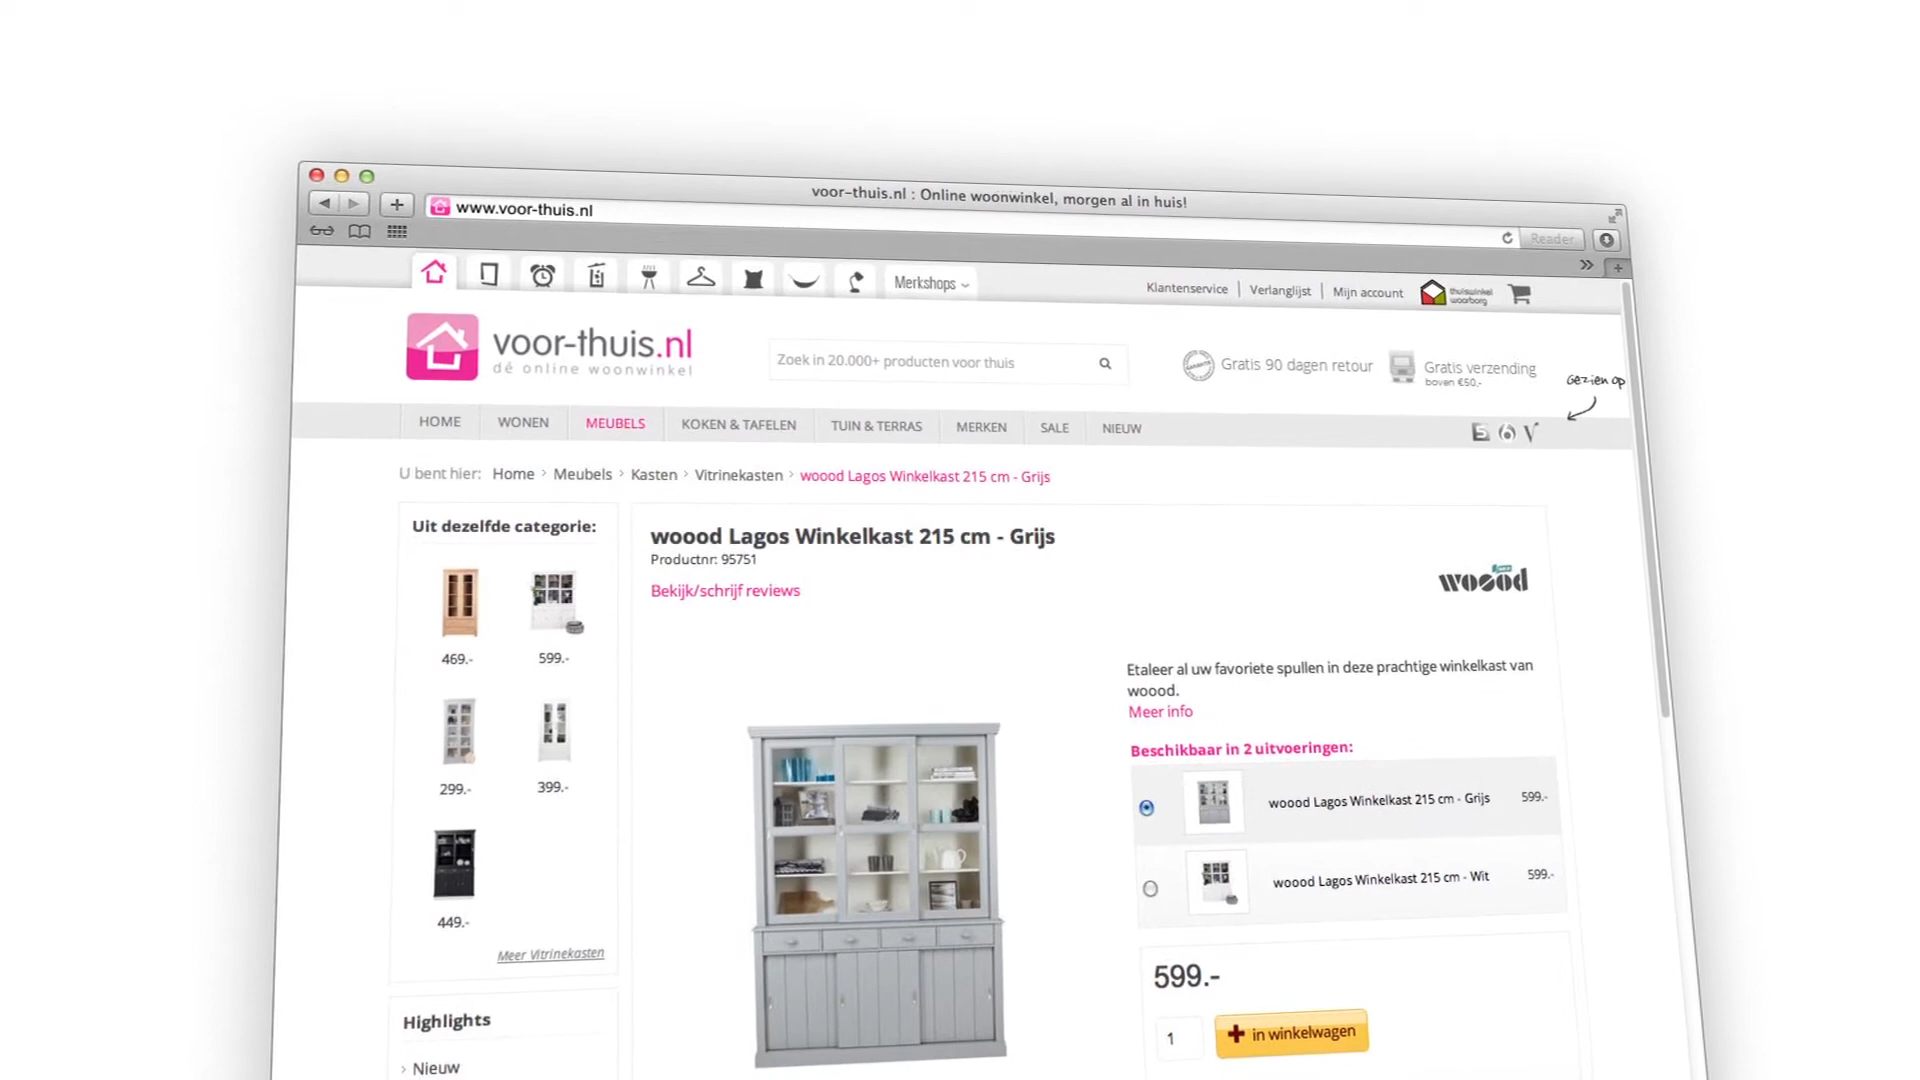 voor-thuis.nl : Online woonwinkel, morgen al in huis!
www.voor-thuis.nl
Reader
Merkshops
Klantenservice
Verlanglijst
Mijn account
thuiswinkel
waarborg
voor-thuis.nl
dé online woonwinkel
Zoek in 20.000+ producten voor thuis
Gratis 90 dagen retour
Gratis verzending
boven €50,-
Gezien op
HOME
WONEN
MEUBELS
KOKEN & TAFELEN
TUIN & TERRAS
MERKEN
SALE
NIEUW
U bent hier: Home › Meubels › Kasten › Vitrinekasten › woood Lagos Winkelkast 215 cm - Grijs
Uit dezelfde categorie:
469.-
599.-
299.-
399.-
449.-
Meer Vitrinekasten
Highlights
› Nieuw
woood Lagos Winkelkast 215 cm - Grijs
Productnr: 95751
Bekijk/schrijf reviews
woood
Etaleer al uw favoriete spullen in deze prachtige winkelkast van
woood.
Meer info
Beschikbaar in 2 uitvoeringen:
woood Lagos Winkelkast 215 cm - Grijs 599.-
woood Lagos Winkelkast 215 cm - Wit 599.-
599.-
1
in winkelwagen